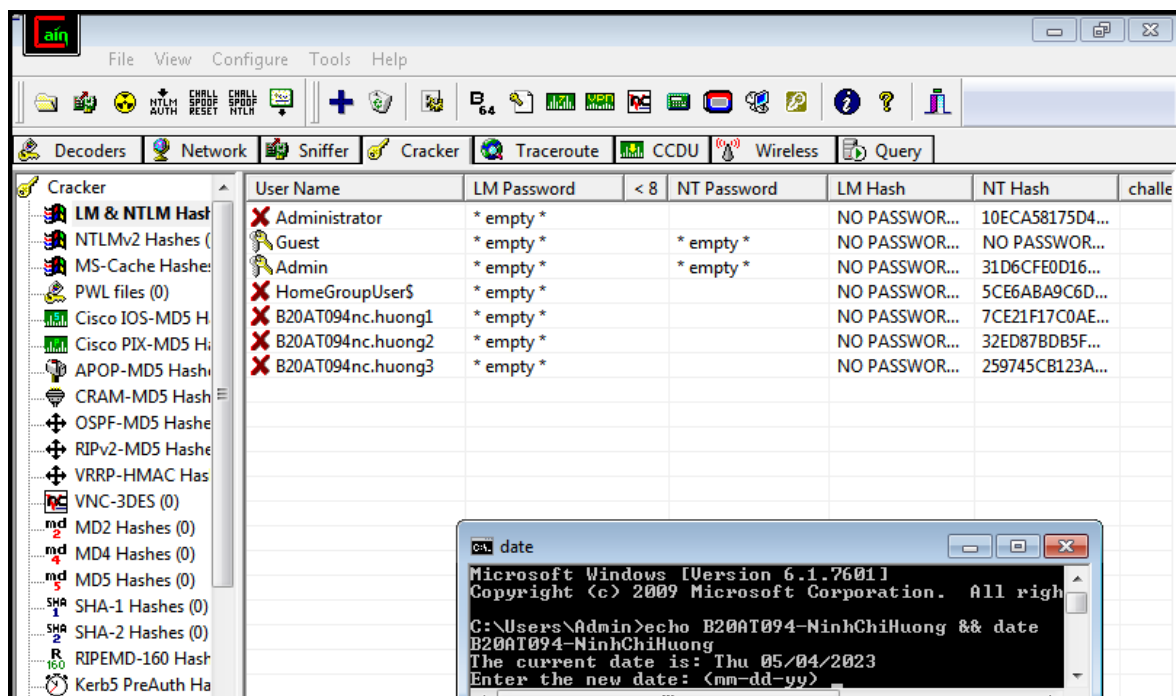 Cain
File View Configure Tools Help
NTLM AUTH CHALL SPOOF RESET CHALL SPOOF NTLM B 64
Decoders Network Sniffer Cracker Traceroute CCDU Wireless Query
Cracker
LM & NTLM Hash
NTLMv2 Hashes (
MS-Cache Hashes
PWL files (0)
Cisco IOS-MD5 H
Cisco PIX-MD5 Ha
APOP-MD5 Hash
CRAM-MD5 Hash
OSPF-MD5 Hashe
RIPv2-MD5 Hashe
VRRP-HMAC Has
VNC-3DES (0)
MD2 Hashes (0)
MD4 Hashes (0)
MD5 Hashes (0)
SHA-1 Hashes (0)
SHA-2 Hashes (0)
RIPEMD-160 Hash
Kerb5 PreAuth Ha
User Name LM Password < 8 NT Password LM Hash NT Hash challe
Administrator * empty * NO PASSWOR... 10ECA58175D4...
Guest * empty * * empty * NO PASSWOR... NO PASSWOR...
Admin * empty * * empty * NO PASSWOR... 31D6CFE0D16...
HomeGroupUser$ * empty * NO PASSWOR... 5CE6ABA9C6D...
B20AT094nc.huong1 * empty * NO PASSWOR... 7CE21F17C0AE...
B20AT094nc.huong2 * empty * NO PASSWOR... 32ED87BDB5F...
B20AT094nc.huong3 * empty * NO PASSWOR... 259745CB123A...
date
Microsoft Windows [Version 6.1.7601]
Copyright (c) 2009 Microsoft Corporation. All righ
C:\Users\Admin>echo B20AT094-NinhChiHuong && date
B20AT094-NinhChiHuong
The current date is: Thu 05/04/2023
Enter the new date: (mm-dd-yy) _